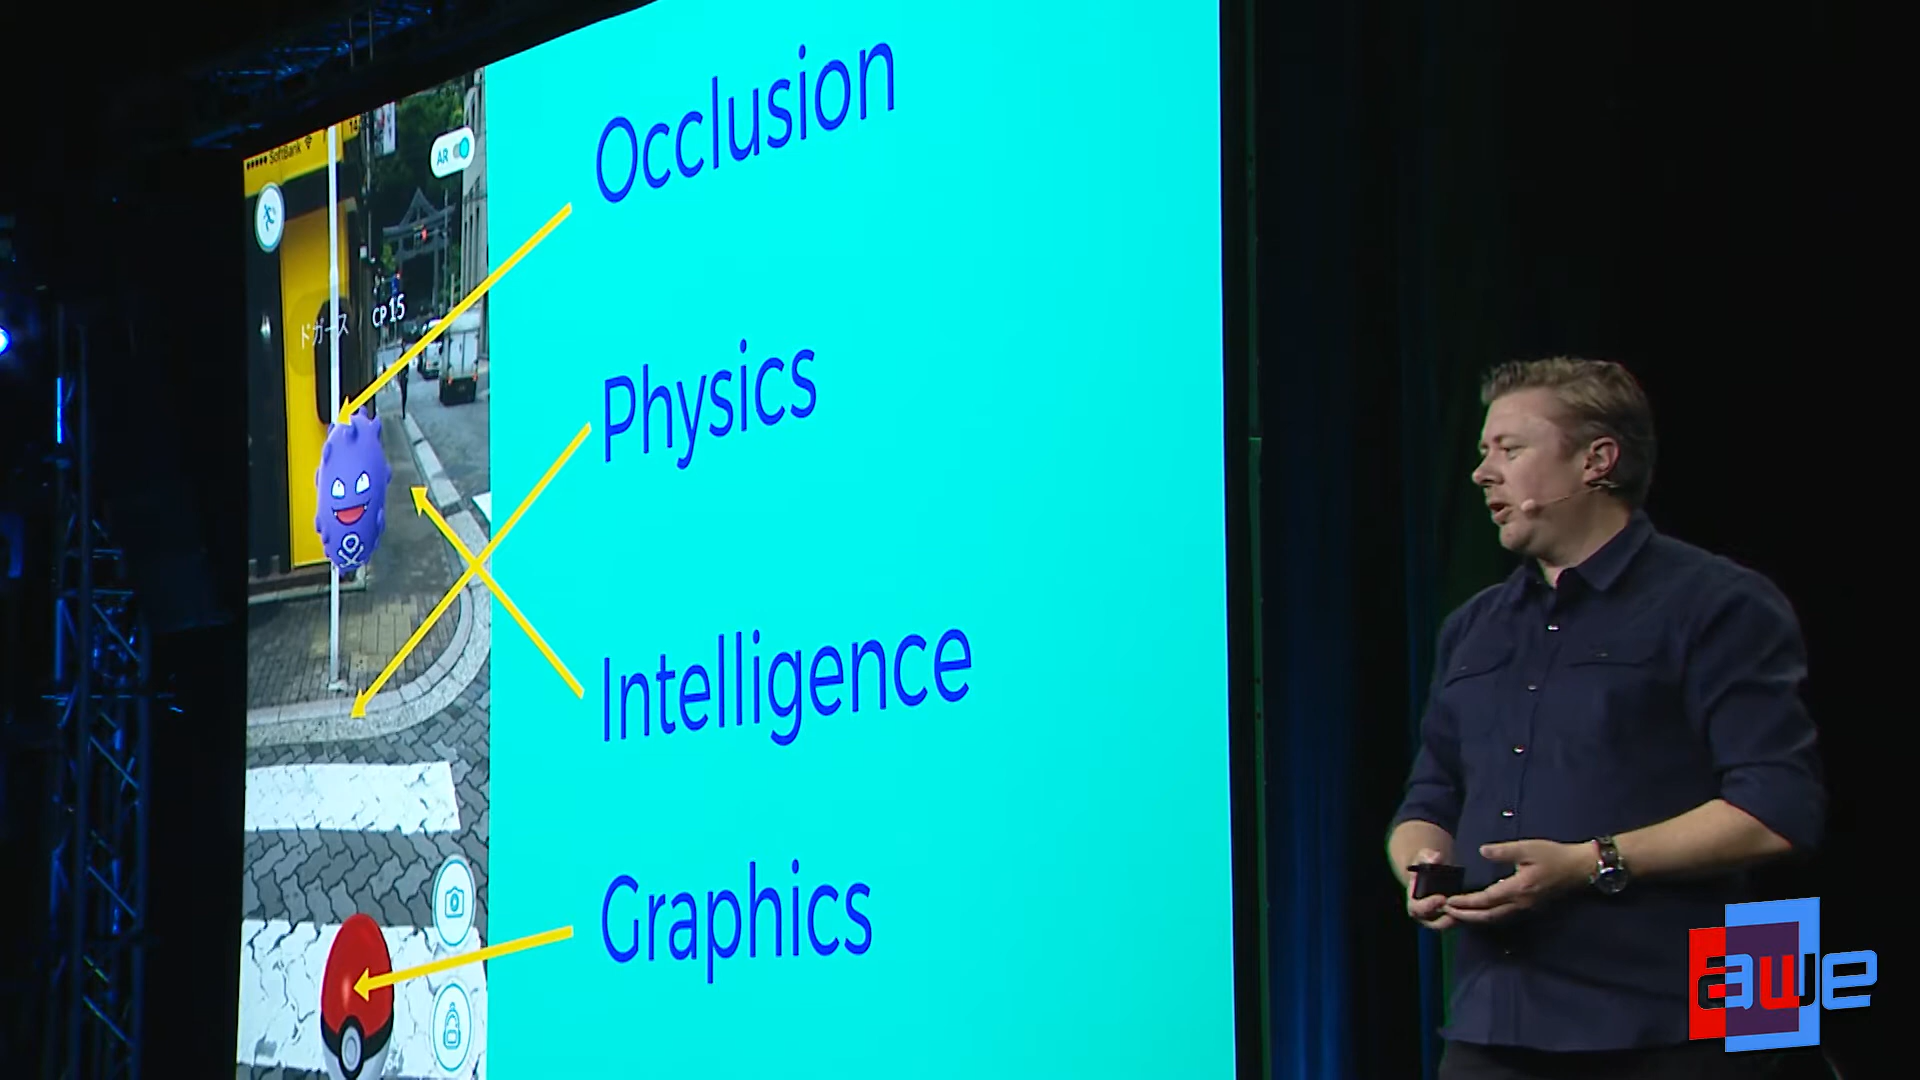 Occlusion
SoftBank
AR
ドガース CP15
Physics
Intelligence
Graphics
awe